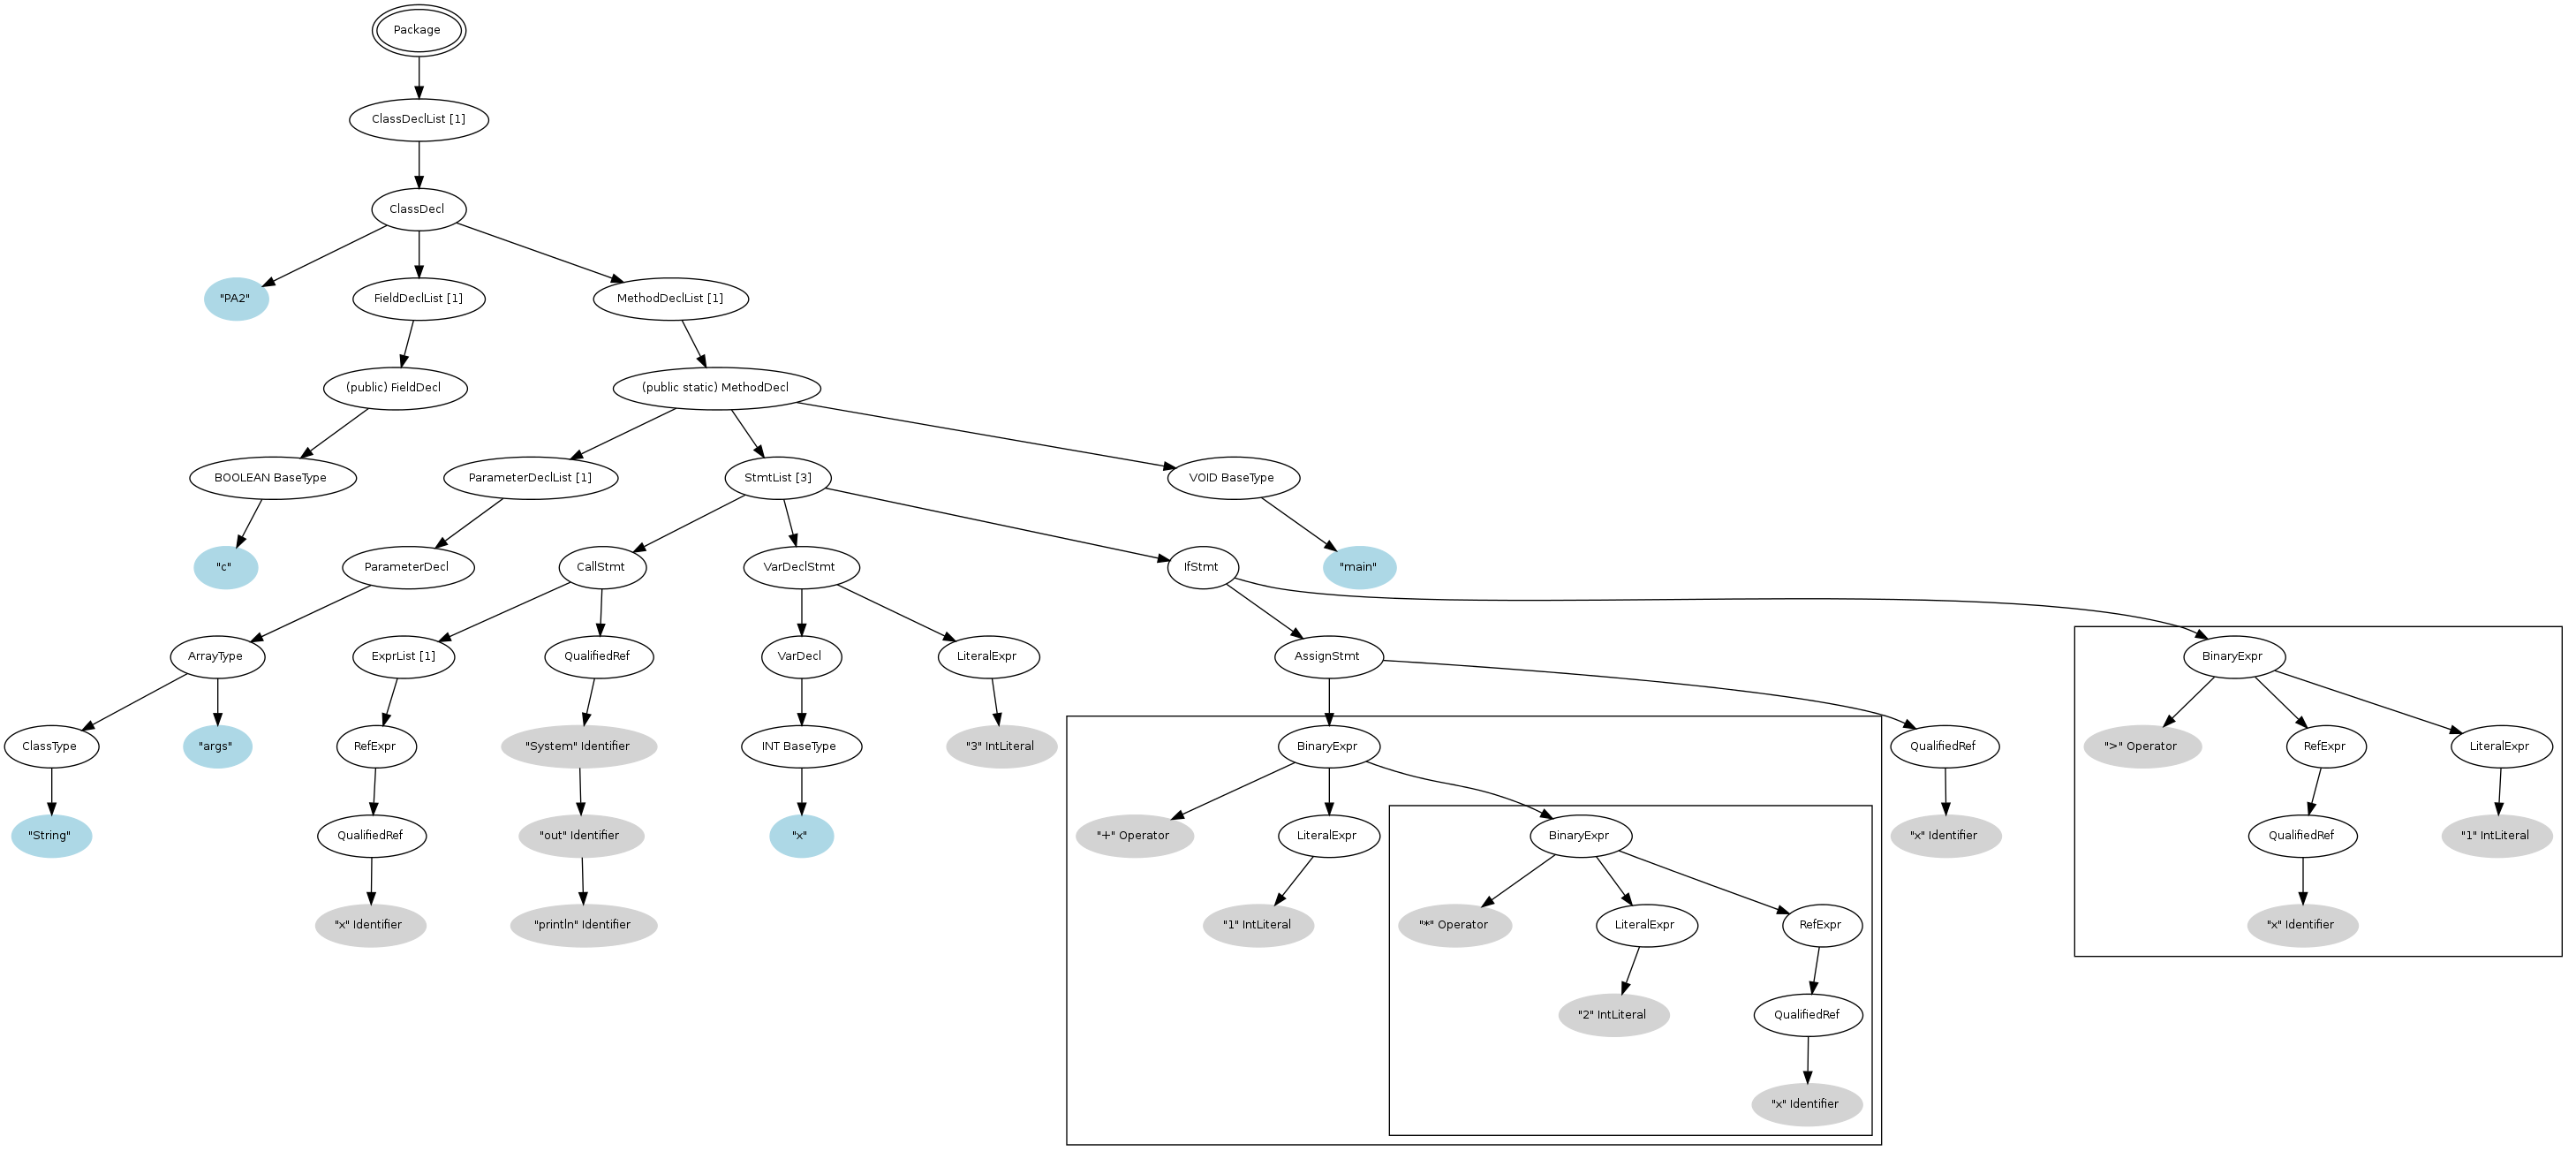 Package
ClassDeclList [1]
ClassDecl
"PA2"
FieldDeclList [1]
MethodDeclList [1]
(public) FieldDecl
(public static) MethodDecl
BOOLEAN BaseType
ParameterDeclList [1]
StmtList [3]
VOID BaseType
"c"
ParameterDecl
CallStmt
VarDeclStmt
IfStmt
"main"
ArrayType
ExprList [1]
QualifiedRef
VarDecl
LiteralExpr
AssignStmt
BinaryExpr
ClassType
"args"
RefExpr
"System" Identifier
INT BaseType
"3" IntLiteral
BinaryExpr
QualifiedRef
">" Operator
RefExpr
LiteralExpr
"String"
QualifiedRef
"out" Identifier
"x"
"+" Operator
LiteralExpr
BinaryExpr
"x" Identifier
QualifiedRef
"1" IntLiteral
"x" Identifier
"println" Identifier
"1" IntLiteral
"*" Operator
LiteralExpr
RefExpr
"x" Identifier
"2" IntLiteral
QualifiedRef
"x" Identifier